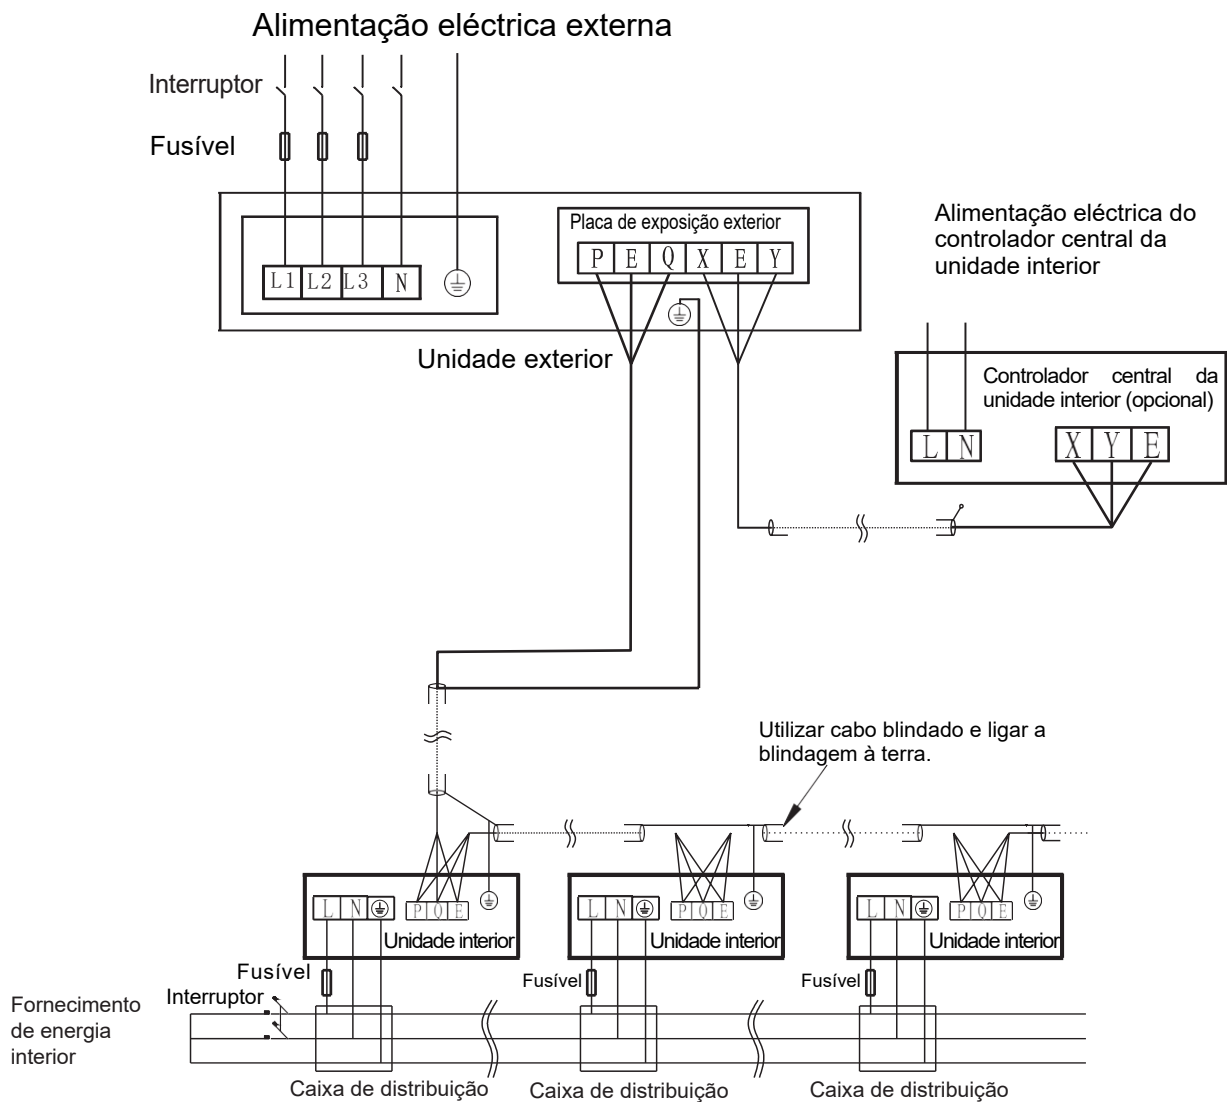 Alimentação eléctrica externa
Interruptor
Fusível
Placa de exposição exterior
P E Q X E Y
L1 L2 L3 N
Unidade exterior
Alimentação eléctrica do
controlador central da
unidade interior
Controlador central da
unidade interior (opcional)
L N
X Y E
Utilizar cabo blindado e ligar a
blindagem à terra.
L N
P Q E
Unidade interior
L N
P Q E
Unidade interior
L N
P Q E
Unidade interior
Fusível
Fusível
Fusível
Interruptor
Fornecimento
de energia
interior
Caixa de distribuição
Caixa de distribuição
Caixa de distribuição